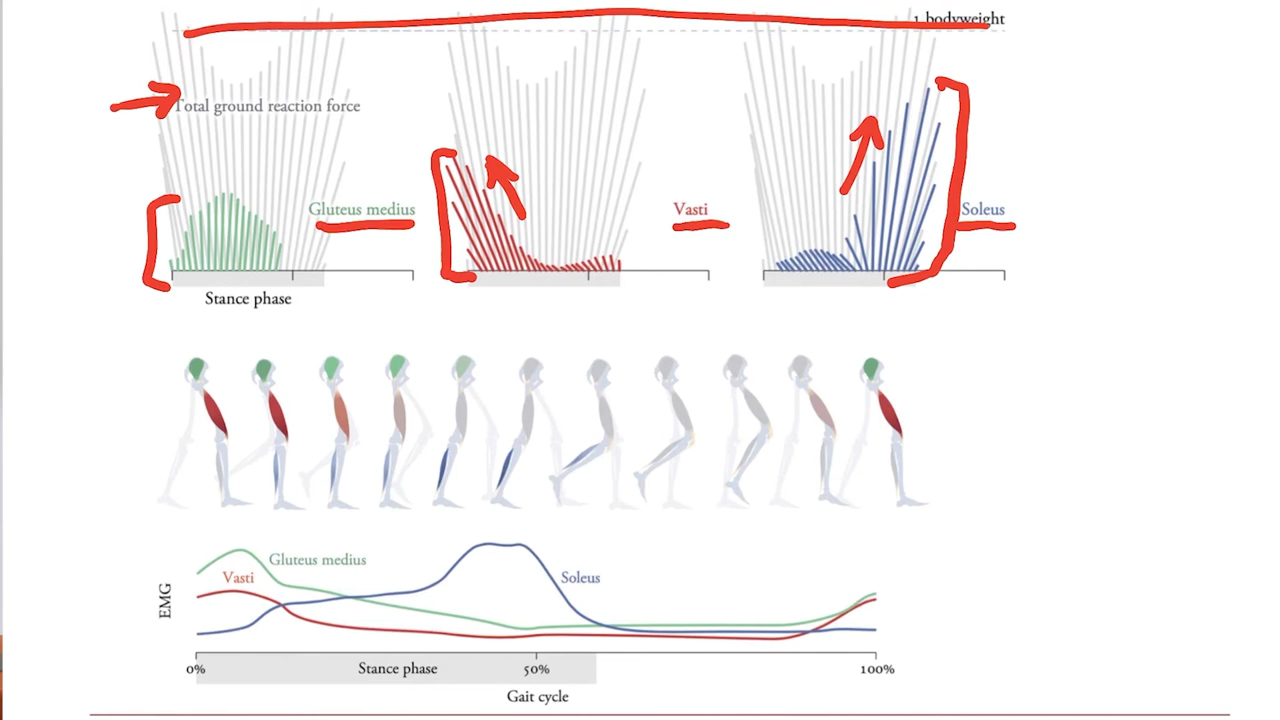 1 bodyweight
Total ground reaction force
Gluteus medius
Vasti
Soleus
Stance phase
Gluteus medius
Vasti
Soleus
EMG
0%
Stance phase
50%
100%
Gait cycle